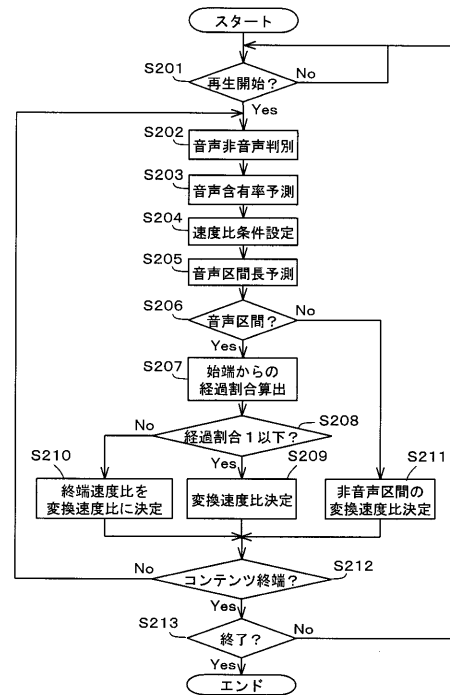 スタート
S201
再生開始?
No
Yes
S202
音声非音声判別
S203
音声含有率予測
S204
速度比条件設定
S205
音声区間長予測
S206
音声区間?
No
Yes
S207
始端からの
経過割合算出
S208
経過割合1以下?
No
Yes
S210
終端速度比を
変換速度比に決定
S209
変換速度比決定
S211
非音声区間の
変換速度比決定
S212
コンテンツ終端?
No
Yes
S213
終了?
No
Yes
エンド